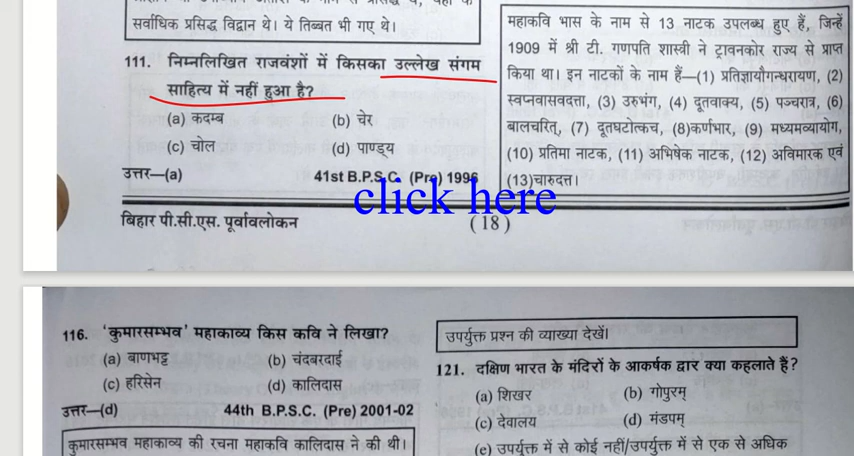 सर्वाधिक प्रसिद्ध विद्वान थे। ये तिब्बत भी गए थे।
111. निम्नलिखित राजवंशों में किसका उल्लेख संगम
साहित्य में नहीं हुआ है?
(a) कदम्ब (b) चेर
(c) चोल (d) पाण्ड्य
उत्तर—(a) 41st B.P.S.C. (Pre) 1996
महाकवि भास के नाम से 13 नाटक उपलब्ध हुए हैं, जिन्हें
1909 में श्री टी. गणपति शास्त्री ने ट्रावनकोर राज्य से प्राप्त
किया था। इन नाटकों के नाम हैं—(1) प्रतिज्ञायौगन्धरायण, (2)
स्वप्नवासवदत्ता, (3) उरुभंग, (4) दूतवाक्य, (5) पञ्चरात्र, (6)
बालचरित्, (7) दूतघटोत्कच, (8)कर्णभार, (9) मध्यमव्यायोग,
(10) प्रतिमा नाटक, (11) अभिषेक नाटक, (12) अविमारक एवं
(13)चारुदत्त।
click here
बिहार पी.सी.एस. पूर्वावलोकन (18)
116. 'कुमारसम्भव' महाकाव्य किस कवि ने लिखा?
(a) बाणभट्ट (b) चंदबरदाई
(c) हरिसेन (d) कालिदास
उत्तर—(d) 44th B.P.S.C. (Pre) 2001-02
कुमारसम्भव महाकाव्य की रचना महाकवि कालिदास ने की थी।
उपर्युक्त प्रश्न की व्याख्या देखें।
121. दक्षिण भारत के मंदिरों के आकर्षक द्वार क्या कहलाते हैं?
(a) शिखर (b) गोपुरम्
(c) देवालय (d) मंडपम्
(e) उपर्युक्त में से कोई नहीं/उपर्युक्त में से एक से अधिक